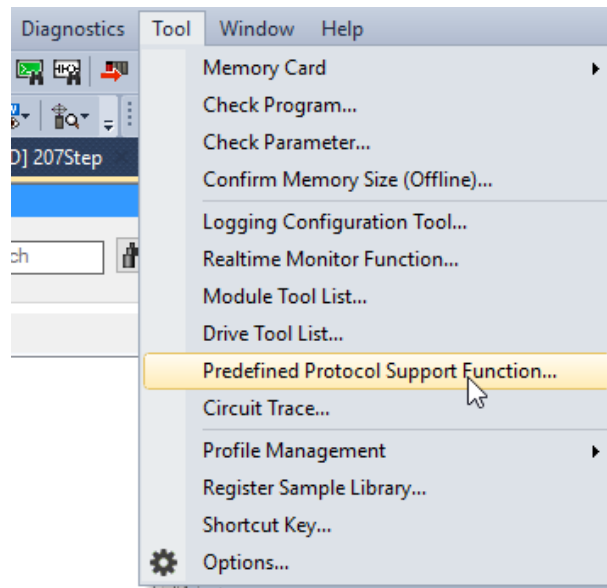 Diagnostics Tool Window Help
Memory Card
Check Program...
Check Parameter...
D] 207Step
Confirm Memory Size (Offline)...
Logging Configuration Tool...
ch
Realtime Monitor Function...
Module Tool List...
Drive Tool List...
Predefined Protocol Support Function...
Circuit Trace...
Profile Management
Register Sample Library...
Shortcut Key...
Options...